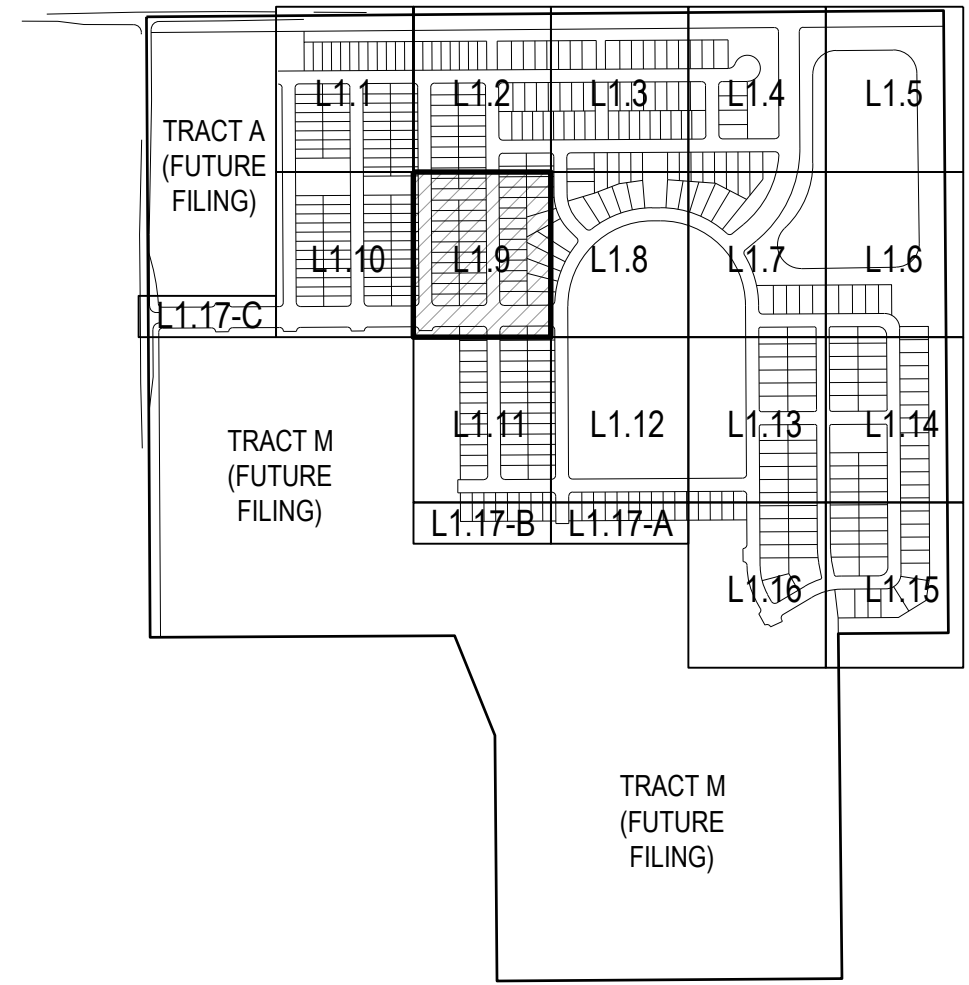 L1.1
L1.2
L1.3
L1.4
L1.5
TRACT A
(FUTURE
FILING)
L1.10
L1.9
L1.8
L1.7
L1.6
L1.17-C
L1.11
L1.12
L1.13
L1.14
TRACT M
(FUTURE
FILING)
L1.17-B
L1.17-A
L1.16
L1.15
TRACT M
(FUTURE
FILING)